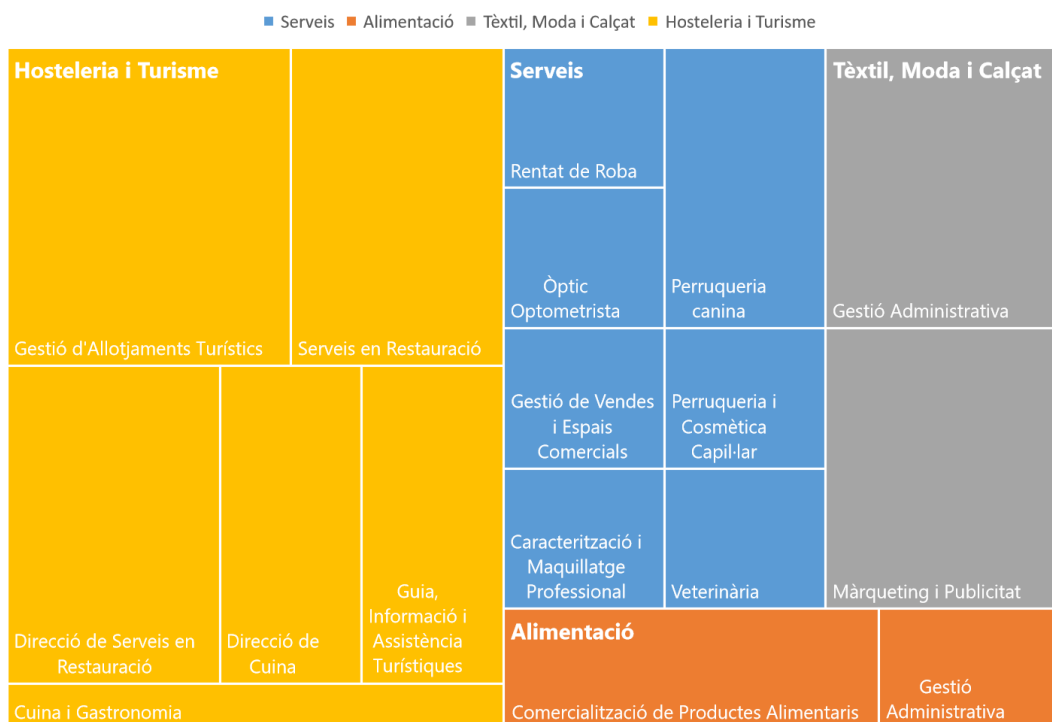 Serveis Alimentació Tèxtil, Moda i Calçat Hosteleria i Turisme
Hosteleria i Turisme
Gestió d'Allotjaments Turístics
Serveis en Restauració
Direcció de Serveis en
Restauració
Direcció de
Cuina
Guia,
Informació i
Assistència
Turístiques
Cuina i Gastronomia
Serveis
Rentat de Roba
Òptic
Optometrista
Perruqueria
canina
Gestió de Vendes
i Espais
Comercials
Perruqueria i
Cosmètica
Capil·lar
Caracterització i
Maquillatge
Professional
Veterinària
Tèxtil, Moda i Calçat
Gestió Administrativa
Màrqueting i Publicitat
Alimentació
Comercialització de Productes Alimentaris
Gestió
Administrativa